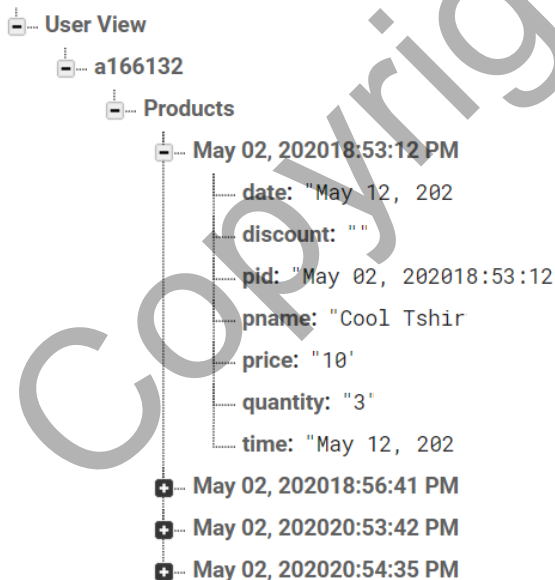 User View
a166132
Products
May 02, 202018:53:12 PM
date: "May 12, 202
discount: ""
pid: "May 02, 202018:53:12
pname: "Cool Tshir
price: "10'
quantity: "3"
time: "May 12, 202
May 02, 202018:56:41 PM
May 02, 202020:53:42 PM
May 02, 202020:54:35 PM
Copyrig